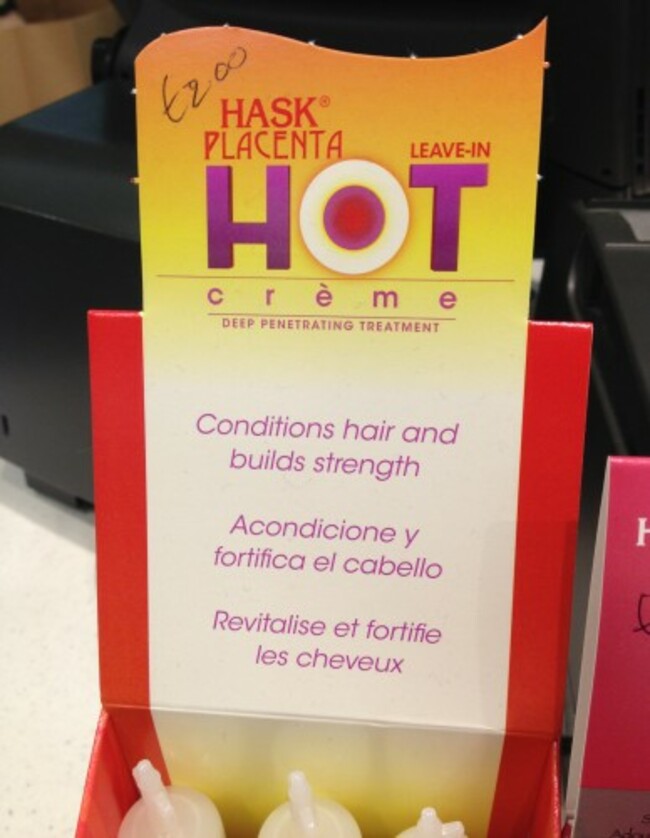 €2.00
HASK®
PLACENTA
LEAVE-IN
HOT
crème
DEEP PENETRATING TREATMENT
Conditions hair and
builds strength
Acondicione y
fortifica el cabello
Revitalise et fortifie
les cheveux
H